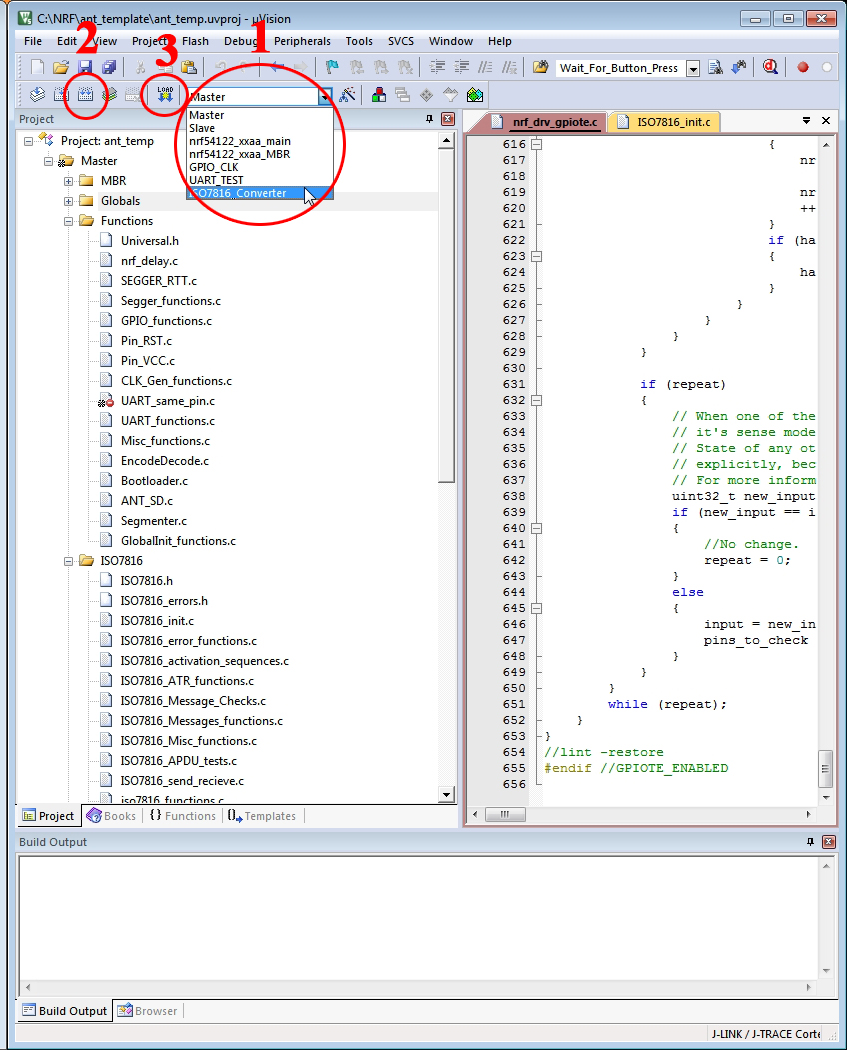 C:\NRF\ant_template\ant_temp.uvproj - µVision
File Edit View Project Flash Debug Peripherals Tools SVCS Window Help
2
3
1
Wait_For_Button_Press
LOAD
Master
Master
Slave
nrf54122_xxaa_main
nrf54122_xxaa_MBR
GPIO_CLK
UART_TEST
ISO7816_Converter
Project
Project: ant_temp
Master
MBR
Globals
Functions
Universal.h
nrf_delay.c
SEGGER_RTT.c
Segger_functions.c
GPIO_functions.c
Pin_RST.c
Pin_VCC.c
CLK_Gen_functions.c
UART_same_pin.c
UART_functions.c
Misc_functions.c
EncodeDecode.c
Bootloader.c
ANT_SD.c
Segmenter.c
GlobalInit_functions.c
ISO7816
ISO7816.h
ISO7816_errors.h
ISO7816_init.c
ISO7816_error_functions.c
ISO7816_activation_sequences.c
ISO7816_ATR_functions.c
ISO7816_Message_Checks.c
ISO7816_Messages_functions.c
ISO7816_Misc_functions.c
ISO7816_APDU_tests.c
ISO7816_send_recieve.c
iso7816_functions.c
Project Books {} Functions Templates
nrf_drv_gpiote.c ISO7816_init.c
616 {
617 nr
618
619 nr
620 ++
621 }
622 if (ha
623 {
624 ha
625 }
626 }
627 }
628 }
629 }
630
631 if (repeat)
632 {
633 // When one of the
634 // it's sense mode
635 // State of any ot
636 // explicitly, bec
637 // For more inform
638 uint32_t new_input
639 if (new_input == i
640 {
641 //No change.
642 repeat = 0;
643 }
644 else
645 {
646 input = new_in
647 pins_to_check
648 }
649 }
650 }
651 while (repeat);
652 }
653 }
654 //lint -restore
655 #endif //GPIOTE_ENABLED
656
Build Output
Build Output Browser
J-LINK / J-TRACE Corte